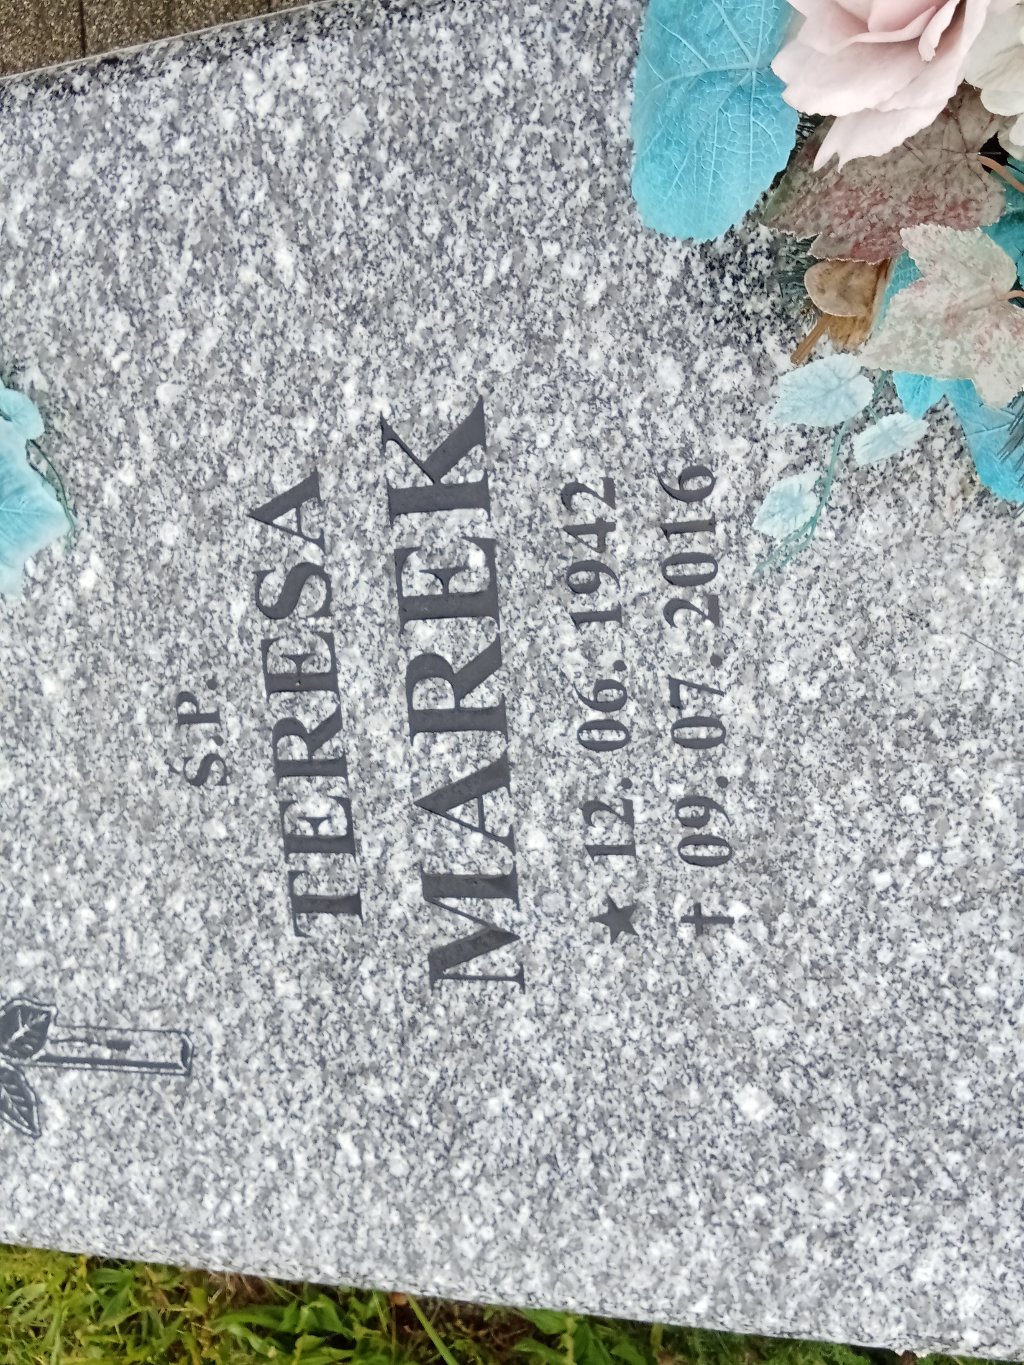 Ś.P.
TERESA
MAREK
★ 12.06.1942
✝ 09.07.2016